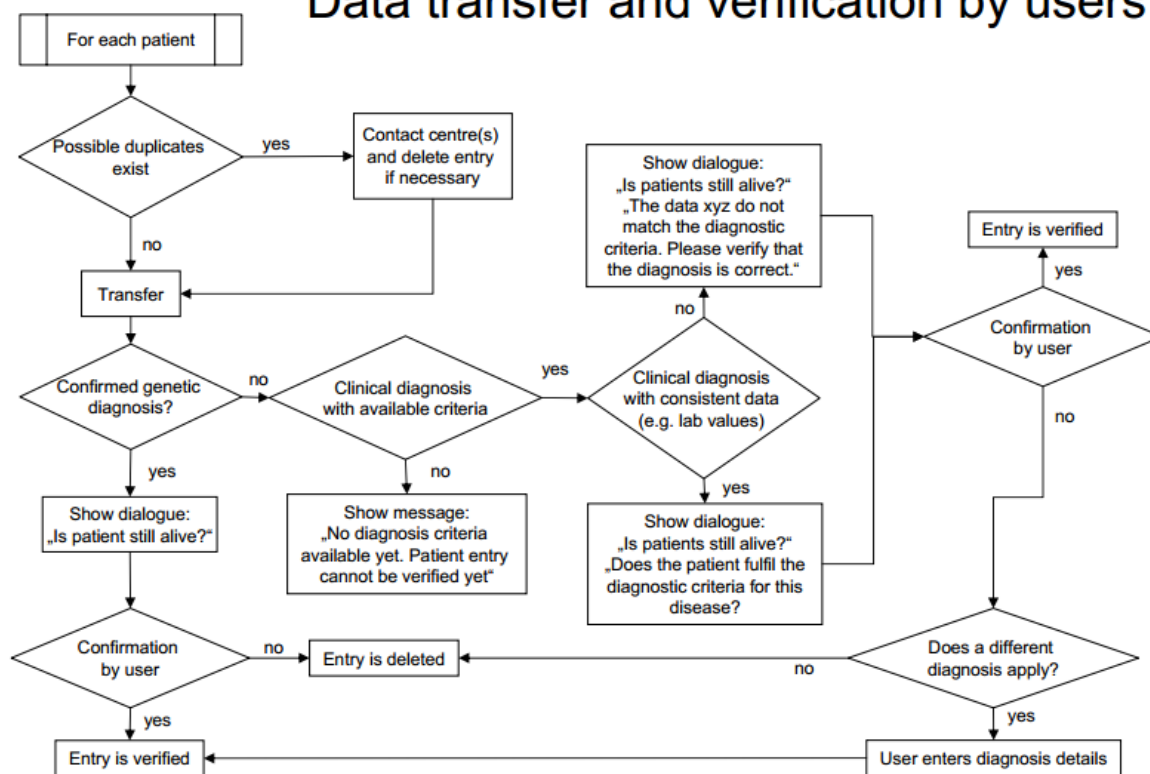 Data transfer and verification by users
For each patient
Possible duplicates
exist
yes
Contact centre(s)
and delete entry
if necessary
no
Transfer
Confirmed genetic
diagnosis?
no
Clinical diagnosis
with available criteria
yes
Clinical diagnosis
with consistent data
(e.g. lab values)
no
Show dialogue:
„Is patients still alive?“
„The data xyz do not
match the diagnostic
criteria. Please verify that
the diagnosis is correct.“
yes
Show dialogue:
„Is patients still alive?“
„Does the patient fulfil the
diagnostic criteria for this
disease?
no
Show message:
„No diagnosis criteria
available yet. Patient entry
cannot be verified yet“
yes
Show dialogue:
„Is patient still alive?“
Confirmation
by user
no
Entry is deleted
yes
Entry is verified
Entry is verified
yes
Confirmation
by user
no
Does a different
diagnosis apply?
no
yes
User enters diagnosis details